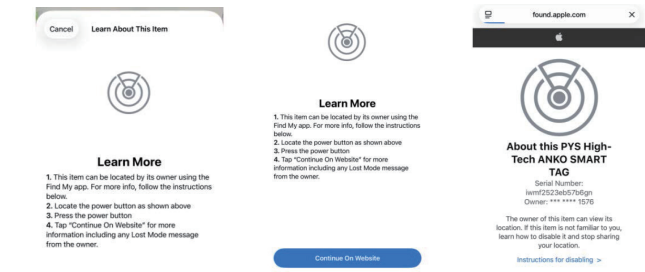 Cancel
Learn About This Item
Learn More
1. This item can be located by its owner using the
Find My app. For more info, follow the instructions
below.
2. Locate the power button as shown above
3. Press the power button
4. Tap "Continue On Website" for more
information including any Lost Mode message
from the owner.
Learn More
1. This item can be located by its owner using the
Find My app. For more info, follow the instructions
below.
2. Locate the power button as shown above
3. Press the power button
4. Tap "Continue On Website" for more
information including any Lost Mode message
from the owner.
Continue On Website
found.apple.com
About this PYS High-
Tech ANKO SMART
TAG
Serial Number:
iwmf2523eb57b6gn
Owner: *** **** 1576
The owner of this item can view its
location. If this item is not familiar to you,
learn how to disable it and stop sharing
your location.
Instructions for disabling >